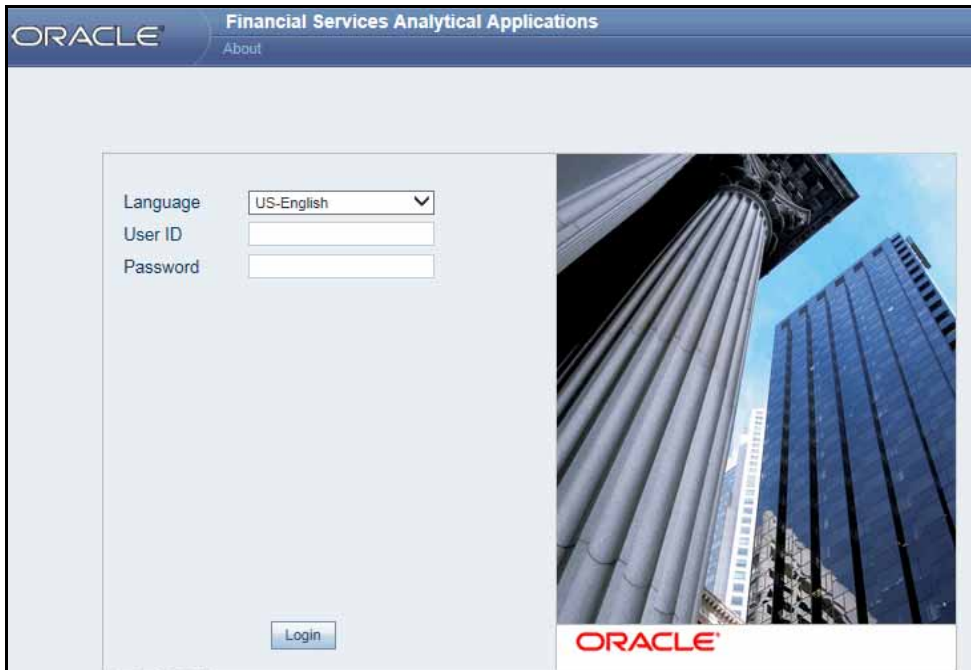 ORACLE
Financial Services Analytical Applications
About
Language
US-English
User ID
Password
Login
ORACLE